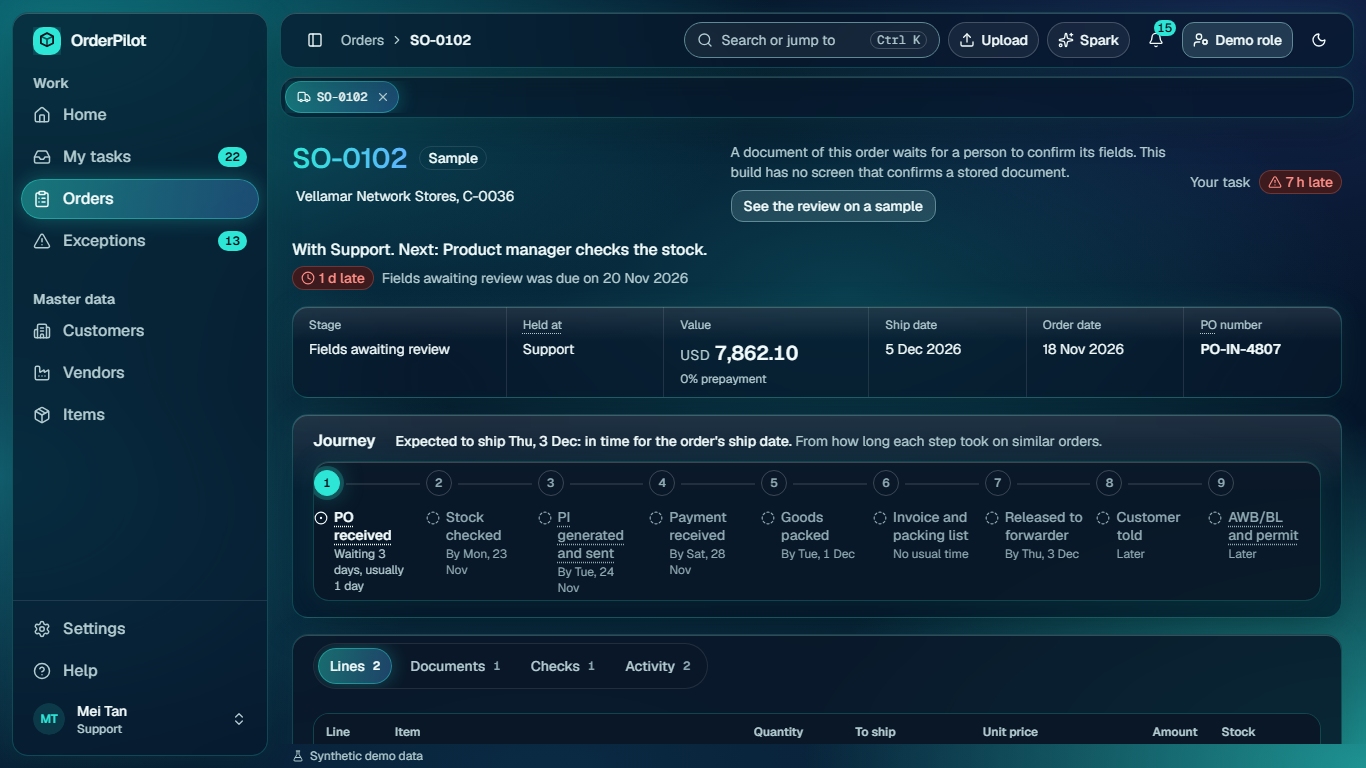 OrderPilot
Work
Home
My tasks 22
Orders
Exceptions 13
Master data
Customers
Vendors
Items
Settings
Help
MT Mei Tan
Support
Orders > SO-0102
Search or jump to Ctrl K
Upload
Spark
15
Demo role
SO-0102
SO-0102 Sample
Vellamar Network Stores, C-0036
A document of this order waits for a person to confirm its fields. This
build has no screen that confirms a stored document.
See the review on a sample
Your task 7 h late
With Support. Next: Product manager checks the stock.
1 d late Fields awaiting review was due on 20 Nov 2026
Stage
Fields awaiting review
Held at
Support
Value
USD 7,862.10
0% prepayment
Ship date
5 Dec 2026
Order date
18 Nov 2026
PO number
PO-IN-4807
Journey Expected to ship Thu, 3 Dec: in time for the order's ship date. From how long each step took on similar orders.
1
PO
received
Waiting 3
days, usually
1 day
2
Stock
checked
By Mon, 23
Nov
3
PI
generated
and sent
By Tue, 24
Nov
4
Payment
received
By Sat, 28
Nov
5
Goods
packed
By Tue, 1 Dec
6
Invoice and
packing list
No usual time
7
Released to
forwarder
By Thu, 3 Dec
8
Customer
told
Later
9
AWB/BL
and permit
Later
Lines 2 Documents 1 Checks 1 Activity 2
Line Item Quantity To ship Unit price Amount Stock
Synthetic demo data